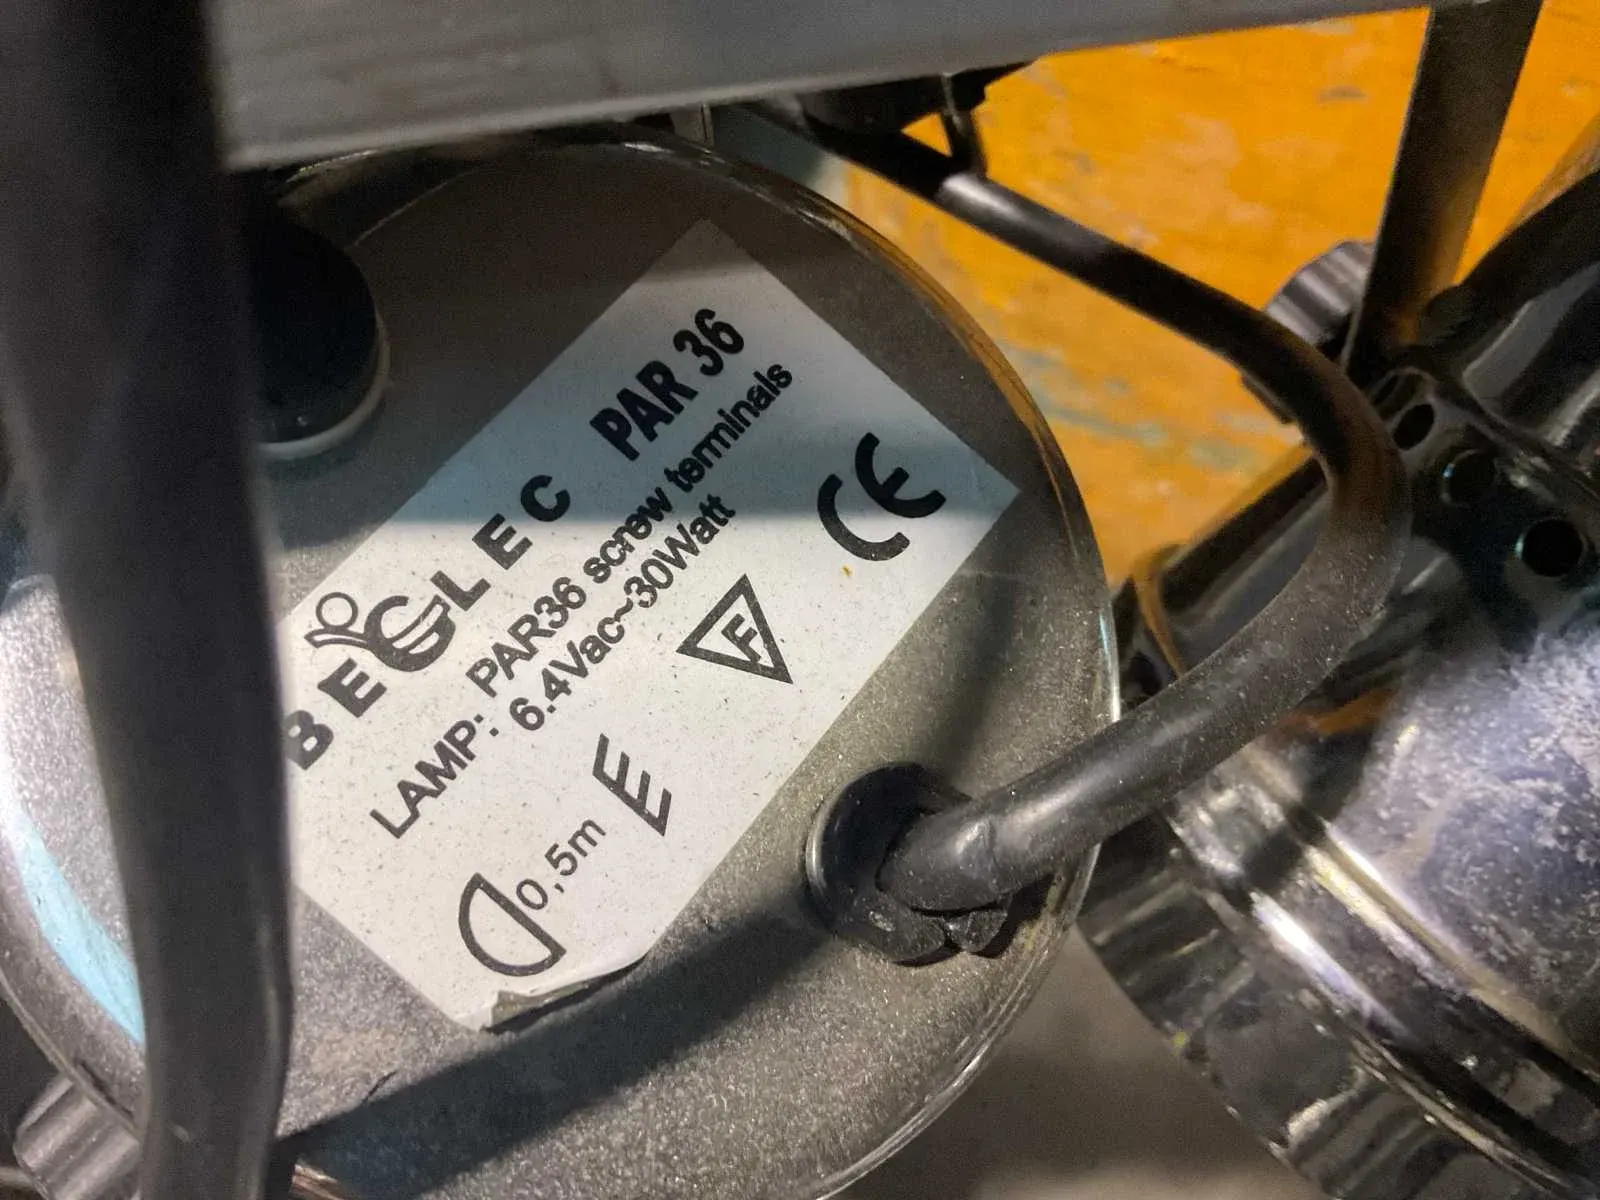 BEGLEC PAR 36
LAMP: PAR36 screw terminals
6.4Vac~30Watt
0,5m E F CE